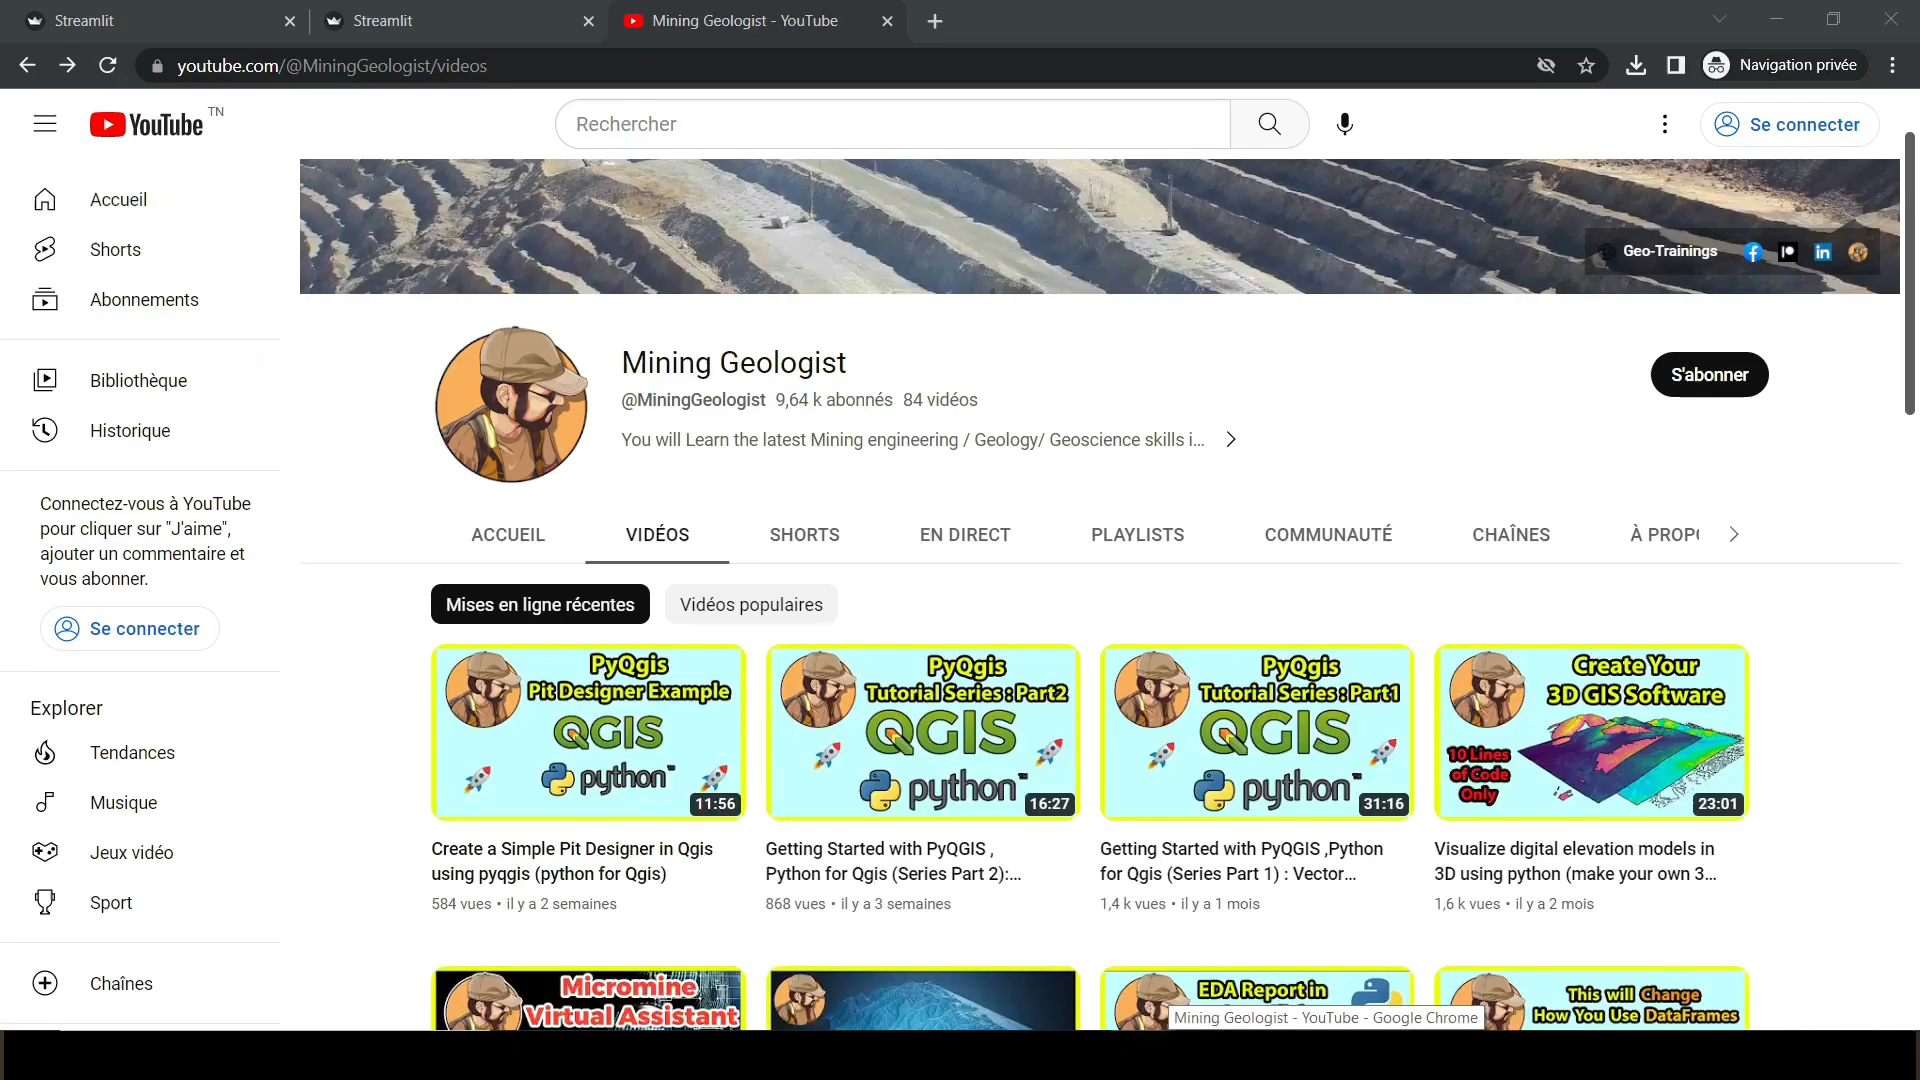 Streamlit
Streamlit
Mining Geologist - YouTube
youtube.com/@MiningGeologist/videos
Navigation privée
YouTube TN
Rechercher
Se connecter
Accueil
Shorts
Abonnements
Bibliothèque
Historique
Connectez-vous à YouTube
pour cliquer sur "J'aime",
ajouter un commentaire et
vous abonner.
Se connecter
Explorer
Tendances
Musique
Jeux vidéo
Sport
Chaînes
Geo-Trainings
Mining Geologist
@MiningGeologist 9,64 k abonnés 84 vidéos
You will Learn the latest Mining engineering / Geology/ Geoscience skills i...
S'abonner
ACCUEIL
VIDÉOS
SHORTS
EN DIRECT
PLAYLISTS
COMMUNAUTÉ
CHAÎNES
À PROP
Mises en ligne récentes
Vidéos populaires
PyQgis
Pit Designer Example
QGIS
python™
11:56
Create a Simple Pit Designer in Qgis
using pyqgis (python for Qgis)
584 vues • il y a 2 semaines
PyQgis
Tutorial Series : Part2
QGIS
python™
16:27
Getting Started with PyQGIS ,
Python for Qgis (Series Part 2):...
868 vues • il y a 3 semaines
PyQgis
Tutorial Series : Part1
QGIS
python™
31:16
Getting Started with PyQGIS ,Python
for Qgis (Series Part 1) : Vector...
1,4 k vues • il y a 1 mois
Create Your
3D GIS Software
10 Lines
of Code
Only
23:01
Visualize digital elevation models in
3D using python (make your own 3...
1,6 k vues • il y a 2 mois
Micromine
Virtual Assistant
EDA Report in
This will Change
How You Use DataFrames
Mining Geologist - YouTube - Google Chrome